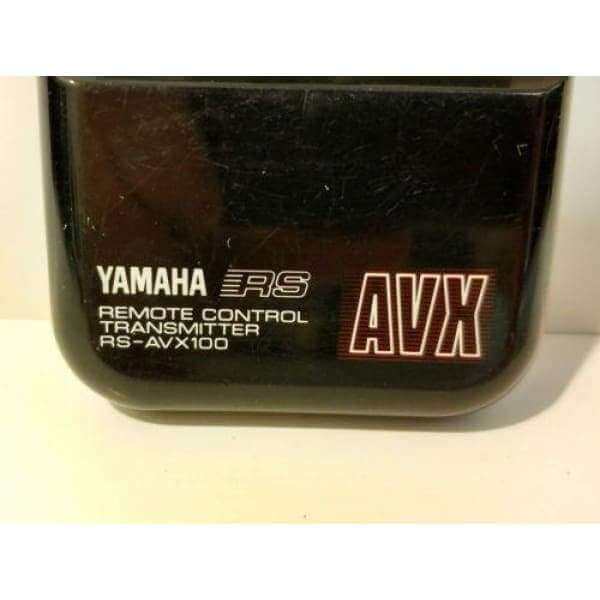 YAMAHA RS
REMOTE CONTROL
TRANSMITTER
RS-AVX100
AVX